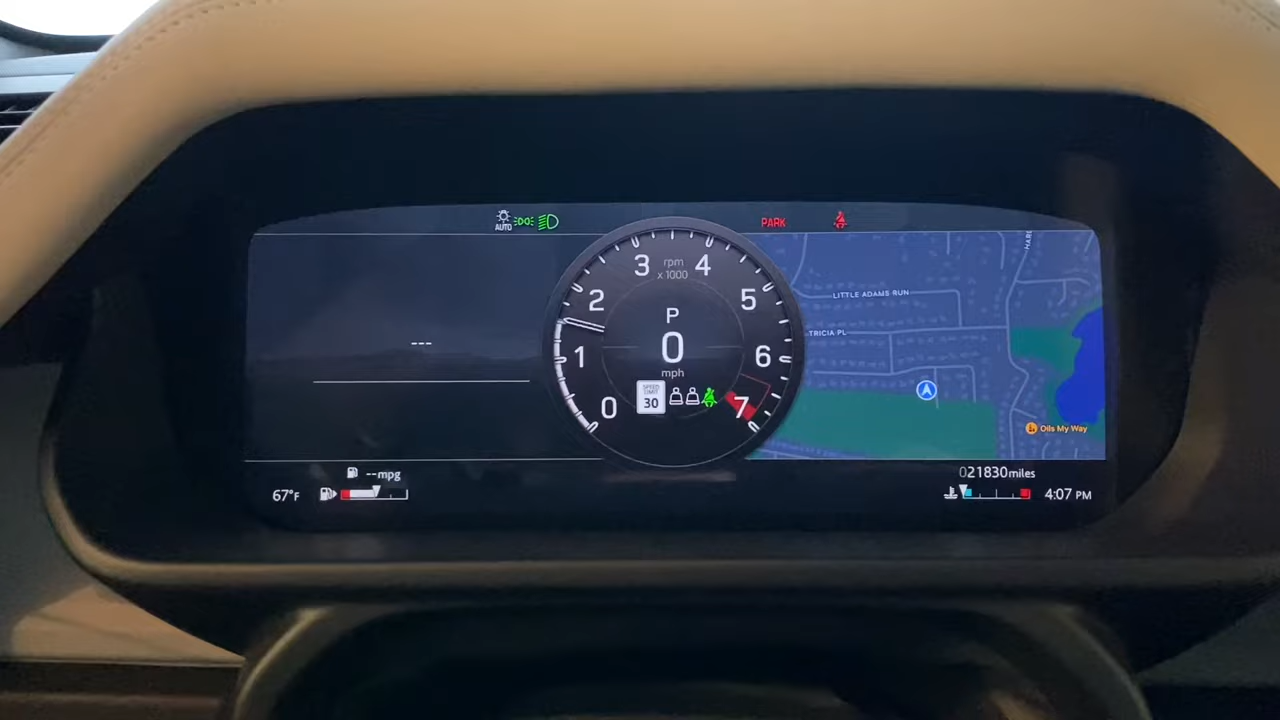 AUTO
PARK
HARE
3 rpm 4
x 1000
2 5
1 6
0 7
P
0
mph
SPEED
LIMIT
30
---
LITTLE ADAMS RUN
TRICIA PL
Oils My Way
--mpg
67°F
021830miles
4:07 PM